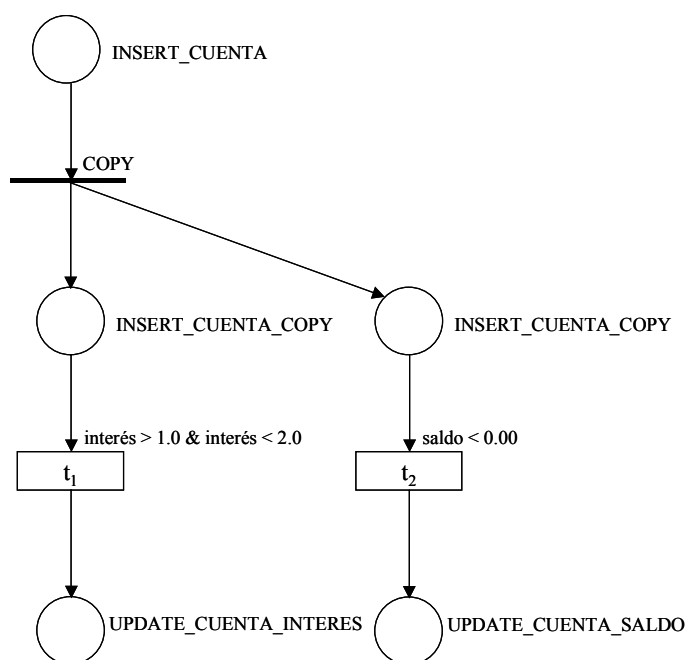 INSERT_CUENTA
COPY
INSERT_CUENTA_COPY
INSERT_CUENTA_COPY
interés > 1.0 & interés < 2.0
saldo < 0.00
t1
t2
UPDATE_CUENTA_INTERES
UPDATE_CUENTA_SALDO